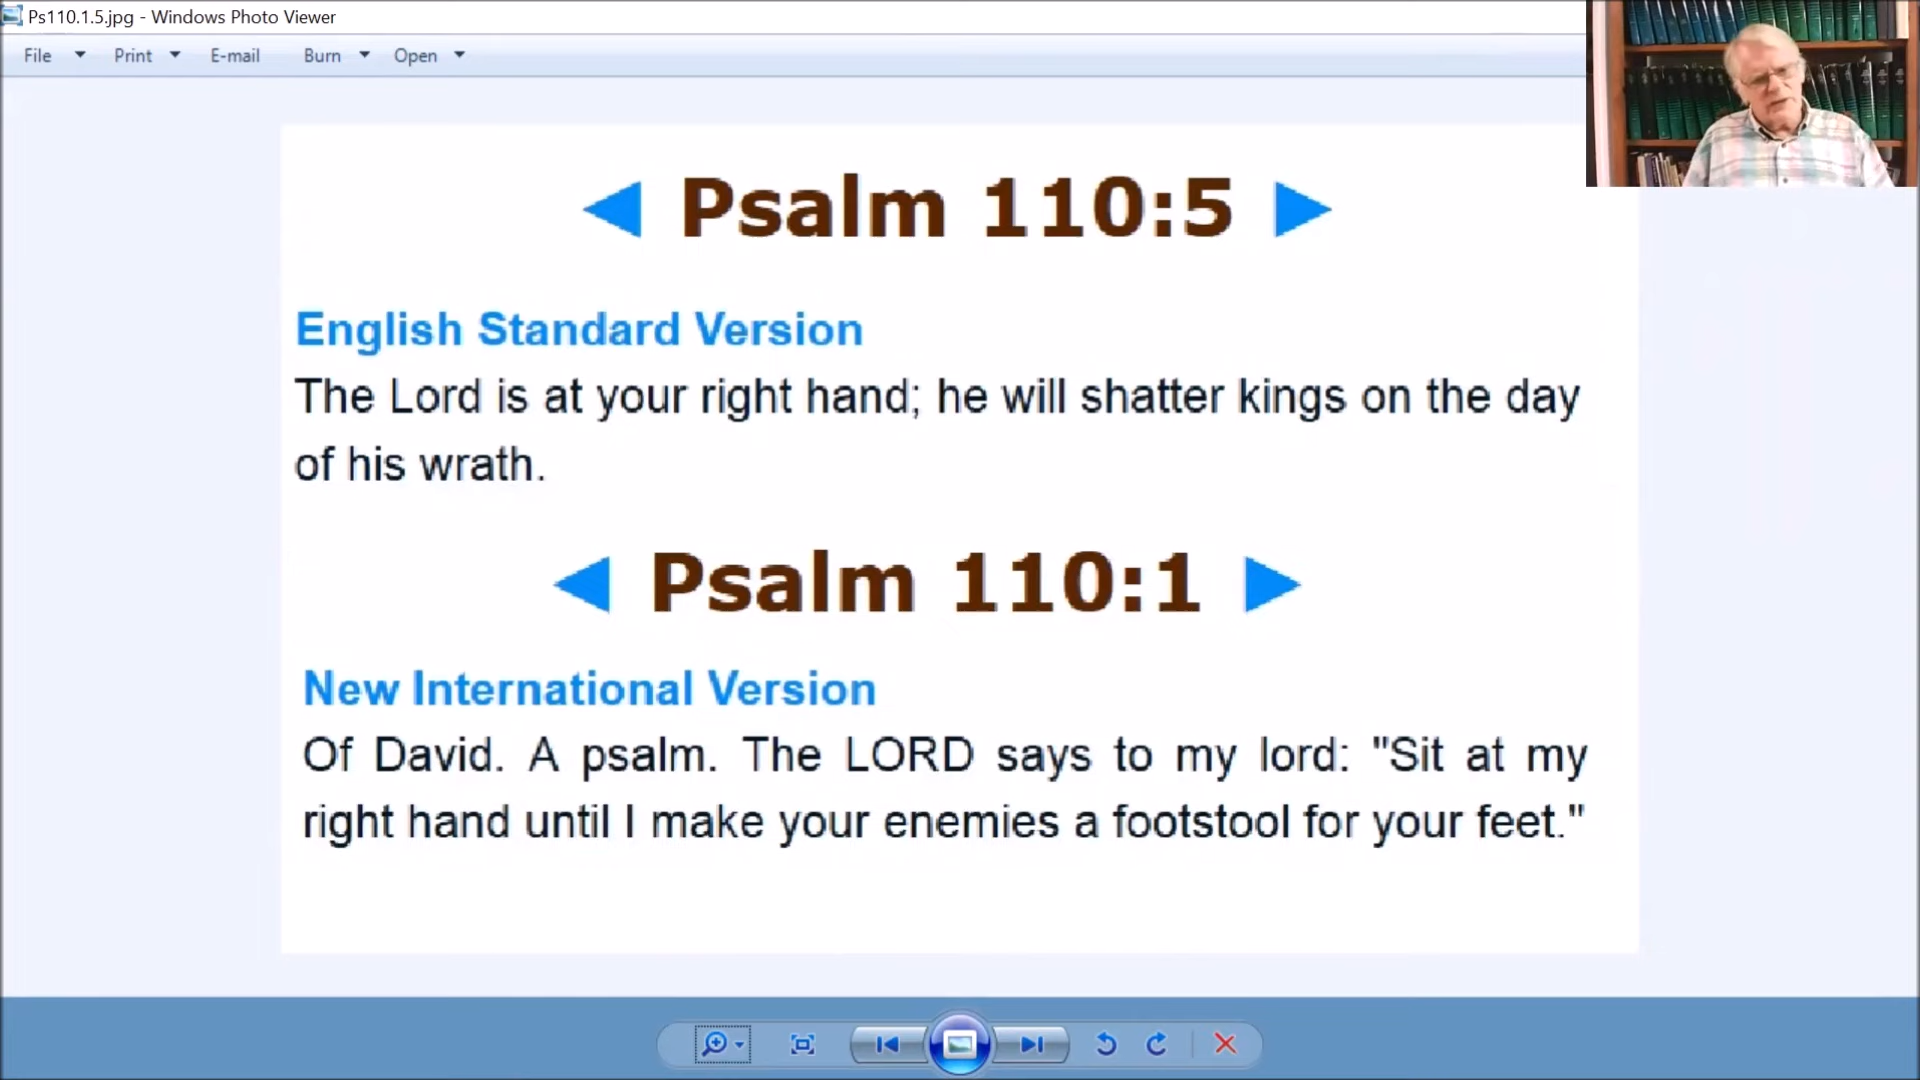 Ps110.1.5.jpg - Windows Photo Viewer
File Print E-mail Burn Open
Psalm 110:5
English Standard Version
The Lord is at your right hand; he will shatter kings on the day
of his wrath.
Psalm 110:1
New International Version
Of David. A psalm. The LORD says to my lord: "Sit at my
right hand until I make your enemies a footstool for your feet."